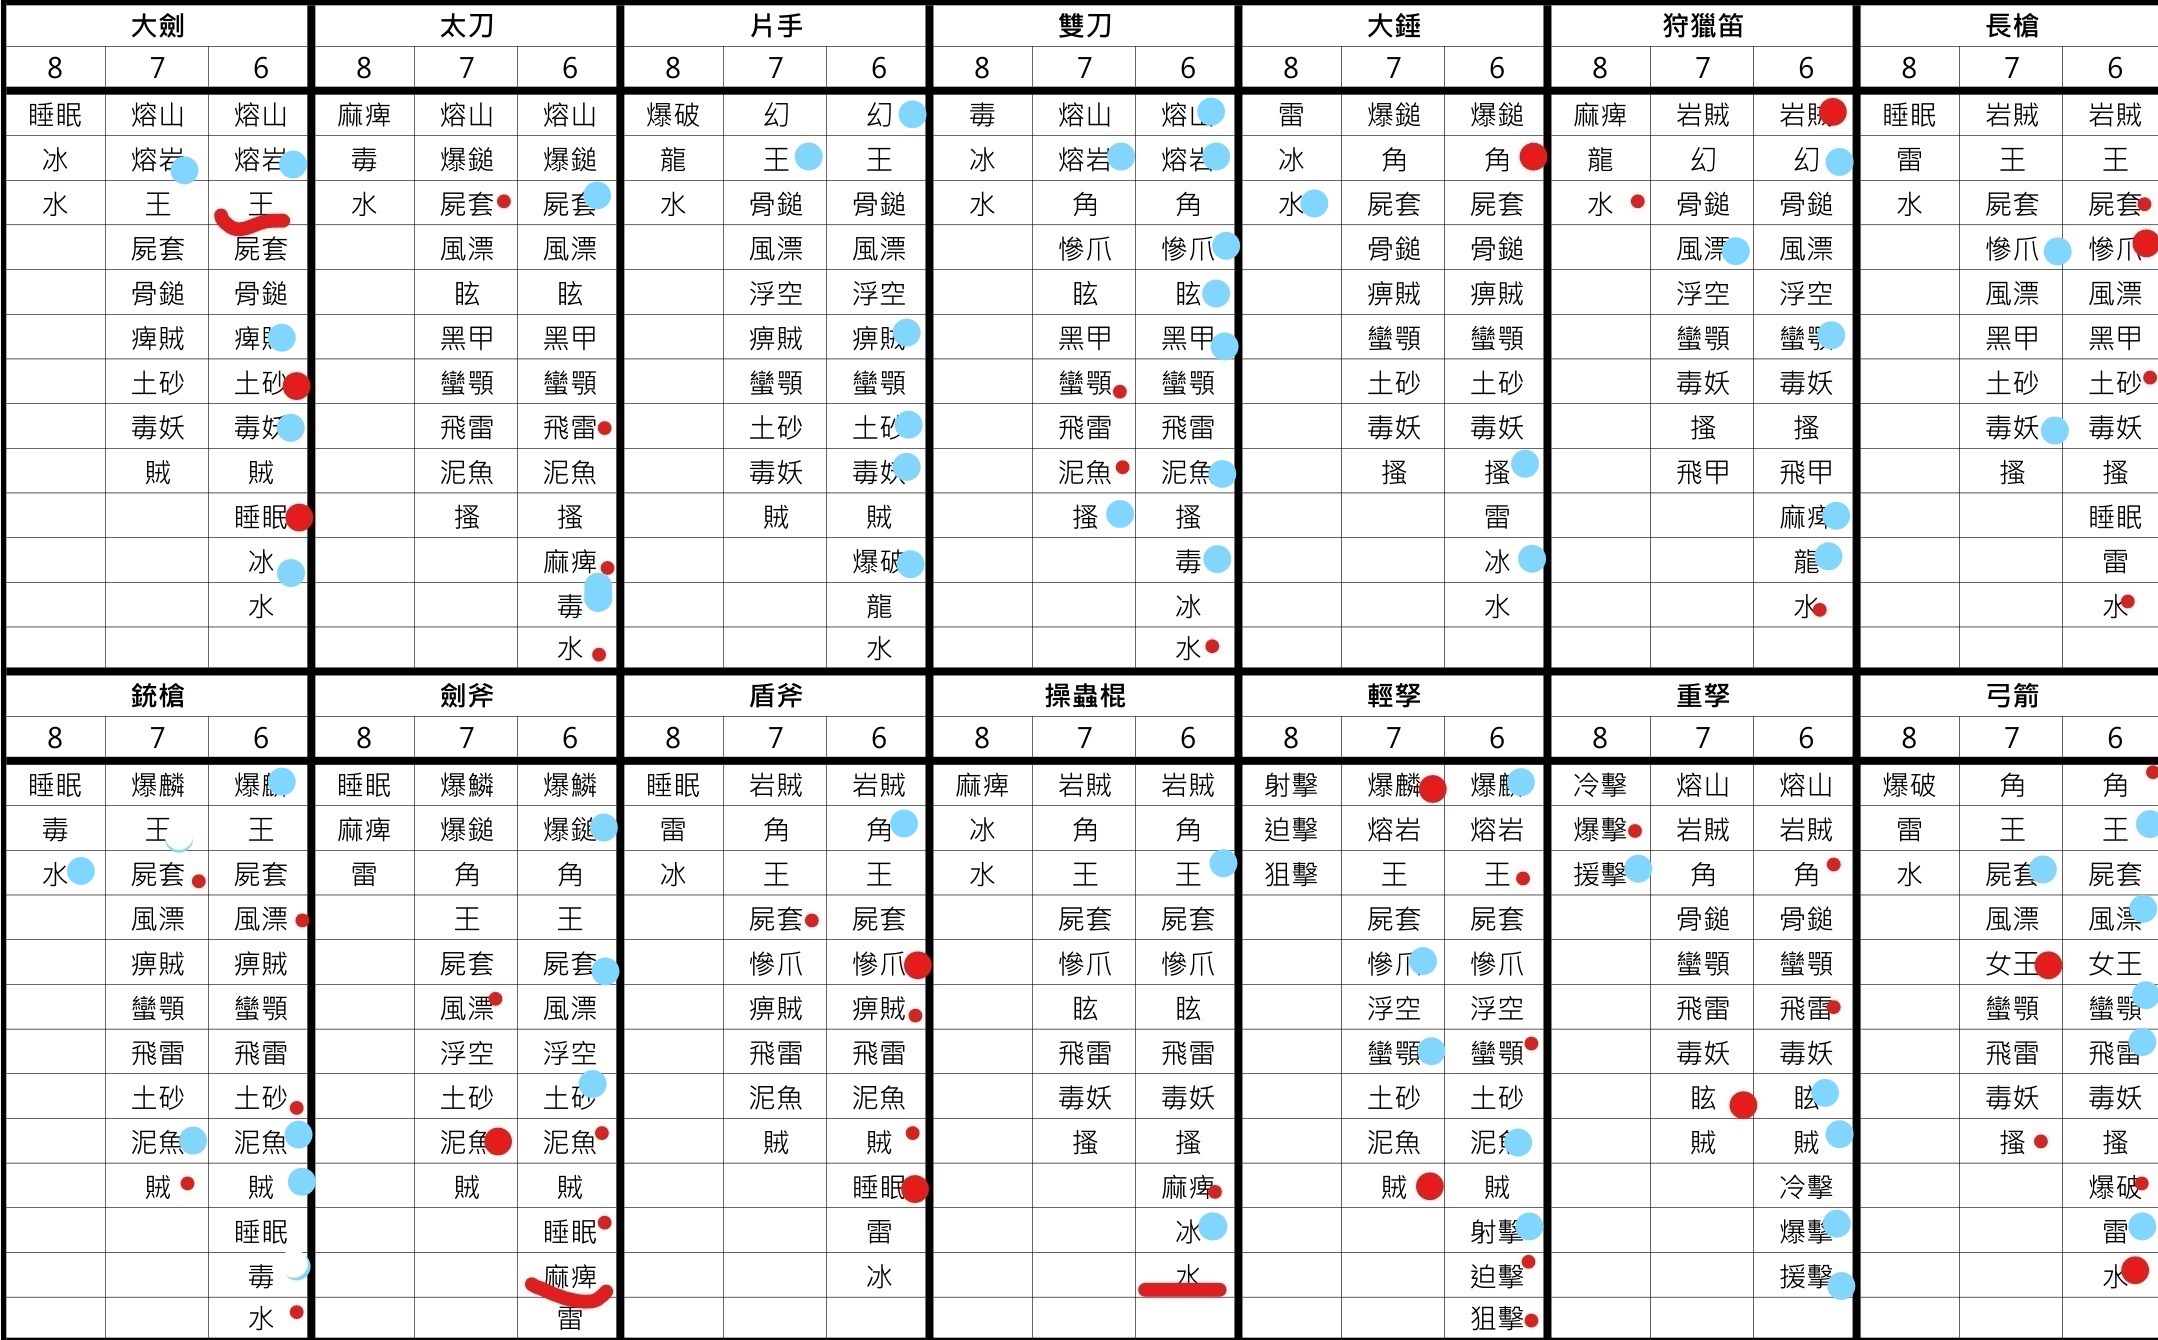 大劍 太刀 片手 雙刀 大錘 狩獵笛 長槍
8 7 6 8 7 6 8 7 6 8 7 6 8 7 6 8 7 6 8 7 6
睡眠 熔山 熔山 麻痺 熔山 熔山 爆破 幻 幻 毒 熔山 熔山 雷 爆鎚 爆鎚 麻痺 岩賊 岩賊 睡眠 岩賊 岩賊
冰 熔岩 熔岩 毒 爆鎚 爆鎚 龍 王 王 冰 熔岩 熔岩 冰 角 角 龍 幻 幻 雷 王 王
水 王 王 水 屍套 屍套 水 骨鎚 骨鎚 水 角 角 水 屍套 屍套 水 骨鎚 骨鎚 水 屍套 屍套
屍套 屍套 風漂 風漂 風漂 風漂 慘爪 慘爪 骨鎚 骨鎚 風漂 風漂 慘爪 慘爪
骨鎚 骨鎚 眩 眩 浮空 浮空 眩 眩 痹賊 痹賊 浮空 浮空 風漂 風漂
痺賊 痺賊 黑甲 黑甲 痹賊 痹賊 黑甲 黑甲 蠻顎 蠻顎 蠻顎 蠻顎 黑甲 黑甲
土砂 土砂 蠻顎 蠻顎 蠻顎 蠻顎 蠻顎 蠻顎 土砂 土砂 毒妖 毒妖 土砂 土砂
毒妖 毒妖 飛雷 飛雷 土砂 土砂 飛雷 飛雷 毒妖 毒妖 搔 搔 毒妖 毒妖
賊 賊 泥魚 泥魚 毒妖 毒妖 泥魚 泥魚 搔 搔 飛甲 飛甲 搔 搔
睡眠 搔 搔 賊 賊 搔 搔 雷 麻痺 睡眠
冰 麻痺 爆破 毒 冰 龍 雷
水 毒 龍 冰 水 水 水
水 水 水
銃槍 劍斧 盾斧 操蟲棍 輕孥 重孥 弓箭
8 7 6 8 7 6 8 7 6 8 7 6 8 7 6 8 7 6 8 7 6
睡眠 爆麟 爆麟 睡眠 爆鱗 爆鱗 睡眠 岩賊 岩賊 麻痺 岩賊 岩賊 射擊 爆麟 爆麟 冷擊 熔山 熔山 爆破 角 角
毒 王 王 麻痺 爆鎚 爆鎚 雷 角 角 冰 角 角 迫擊 熔岩 熔岩 爆擊 岩賊 岩賊 雷 王 王
水 屍套 屍套 雷 角 角 冰 王 王 水 王 王 狙擊 王 王 援擊 角 角 水 屍套 屍套
風漂 風漂 王 王 屍套 屍套 屍套 屍套 屍套 屍套 骨鎚 骨鎚 風漂 風漂
痹賊 痹賊 屍套 屍套 慘爪 慘爪 慘爪 慘爪 慘爪 慘爪 蠻顎 蠻顎 女王 女王
蠻顎 蠻顎 風漂 風漂 痹賊 痹賊 眩 眩 浮空 浮空 飛雷 飛雷 蠻顎 蠻顎
飛雷 飛雷 浮空 浮空 飛雷 飛雷 飛雷 飛雷 蠻顎 蠻顎 毒妖 毒妖 飛雷 飛雷
土砂 土砂 土砂 土砂 泥魚 泥魚 毒妖 毒妖 土砂 土砂 眩 眩 毒妖 毒妖
泥魚 泥魚 泥魚 泥魚 賊 賊 搔 搔 泥魚 泥魚 賊 賊 搔 搔
賊 賊 賊 賊 睡眠 麻痺 賊 賊 冷擊 爆破
睡眠 睡眠 雷 冰 射擊 爆擊 雷
毒 麻痺 冰 水 迫擊 援擊 水
水 雷 狙擊